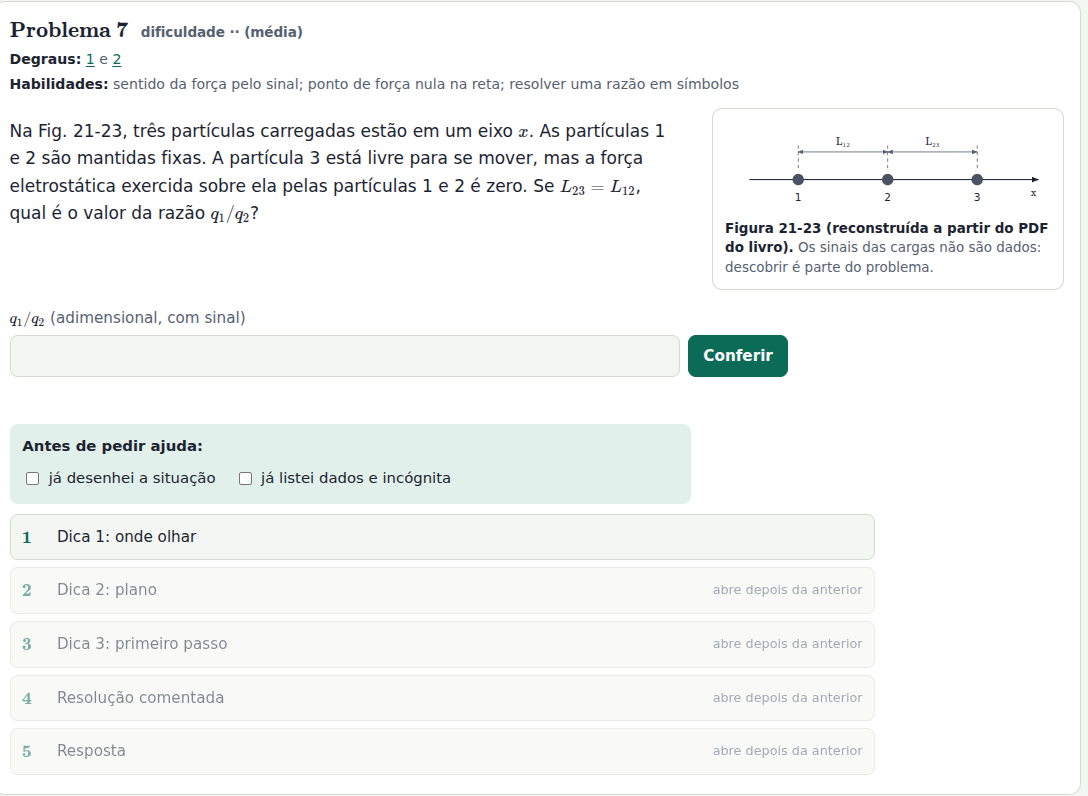 Problema 7 dificuldade ·· (média)
Degraus: 1 e 2
Habilidades: sentido da força pelo sinal; ponto de força nula na reta; resolver uma razão em símbolos
Na Fig. 21-23, três partículas carregadas estão em um eixo x. As partículas 1
e 2 são mantidas fixas. A partícula 3 está livre para se mover, mas a força
eletrostática exercida sobre ela pelas partículas 1 e 2 é zero. Se L₂₃ = L₁₂,
qual é o valor da razão q₁/q₂?
L₁₂ L₂₃
1 2 3 x
Figura 21-23 (reconstruída a partir do PDF
do livro). Os sinais das cargas não são dados:
descobrir é parte do problema.
q₁/q₂ (adimensional, com sinal)
Conferir
Antes de pedir ajuda:
já desenhei a situação já listei dados e incógnita
1 Dica 1: onde olhar
2 Dica 2: plano abre depois da anterior
3 Dica 3: primeiro passo abre depois da anterior
4 Resolução comentada abre depois da anterior
5 Resposta abre depois da anterior